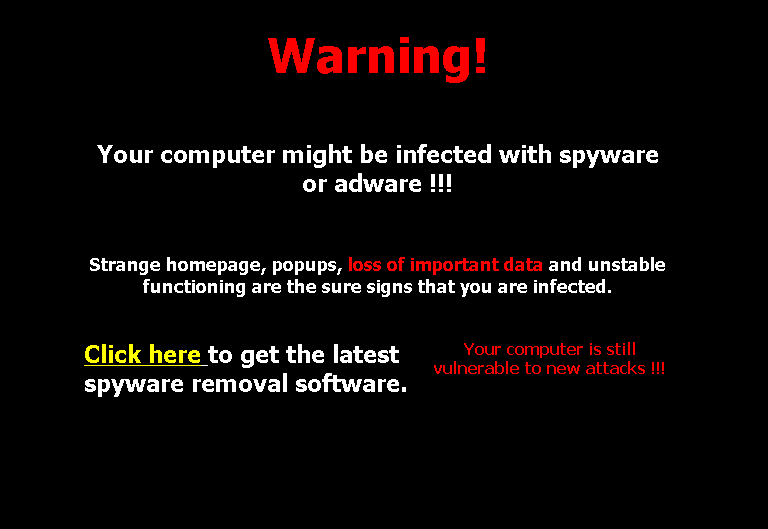 Warning!
Your computer might be infected with spyware
or adware !!!
Strange homepage, popups, loss of important data and unstable
functioning are the sure signs that you are infected.
Click here to get the latest
spyware removal software.
Your computer is still
vulnerable to new attacks !!!